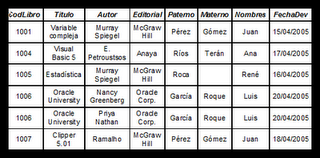 CodLibro Titulo Autor Editorial Paterno Materno Nombres FechaDev
1001 Variable compleja Murray Spiegel McGraw Hill Pérez Gómez Juan 15/04/2005
1004 Visual Basic 5 E. Petroustsos Anaya Ríos Terán Ana 17/04/2005
1005 Estadística Murray Spiegel McGraw Hill Roca René 16/04/2005
1006 Oracle University Nancy Greenberg Oracle Corp. García Roque Luis 20/04/2005
1006 Oracle University Priya Nathan Oracle Corp. García Roque Luis 20/04/2005
1007 Clipper 5.01 Ramalho McGraw Hill Pérez Gómez Juan 18/04/2005